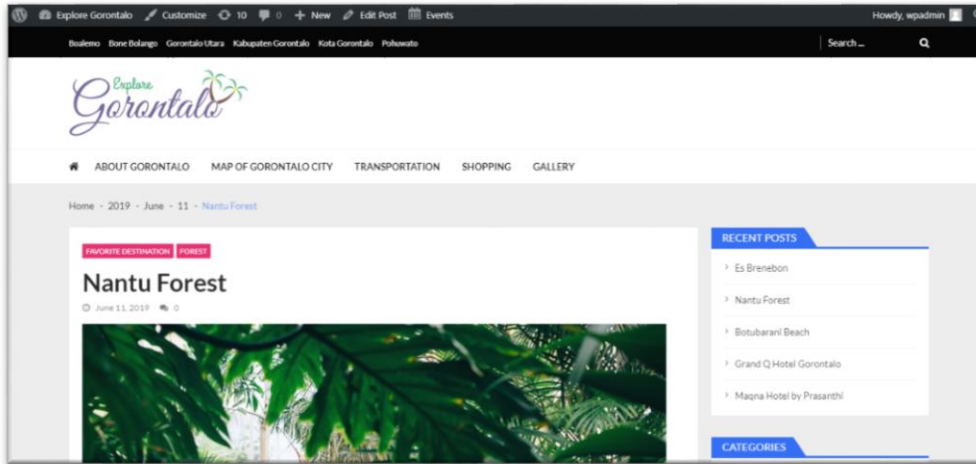 Explore Gorontalo Customize 10 0 New Edit Post Events Howdy, wpadmin
Boalemo Bone Bolango Gorontalo Utara Kabupaten Gorontalo Kota Gorontalo Pohuwato Search ...
Explore
Gorontalo
ABOUT GORONTALO MAP OF GORONTALO CITY TRANSPORTATION SHOPPING GALLERY
Home - 2019 - June - 11 - Nantu Forest
FAVORITE DESTINATION FOREST
Nantu Forest
June 11, 2019 0
RECENT POSTS
Es Brenebon
Nantu Forest
Botubarani Beach
Grand Q Hotel Gorontalo
Maqna Hotel by Prasanthi
CATEGORIES